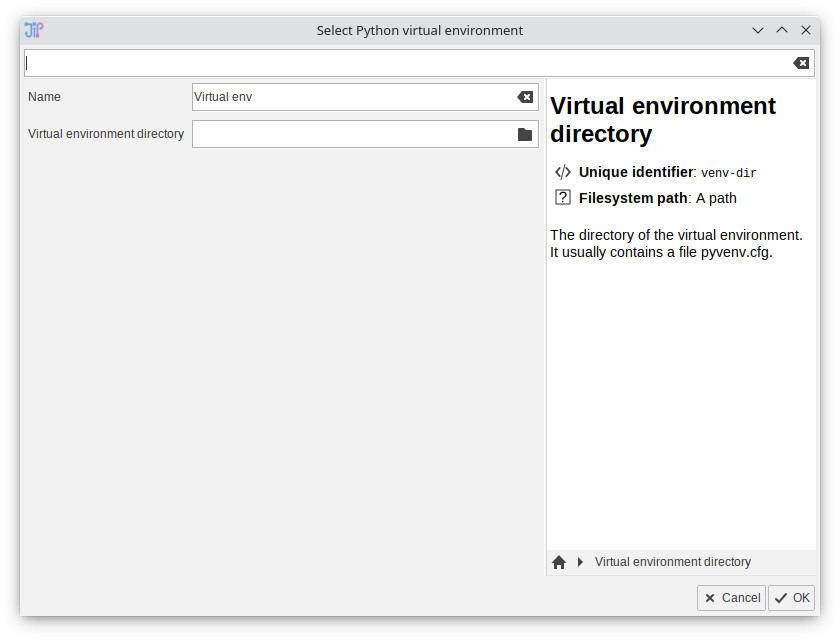 JIP
Select Python virtual environment
Name
Virtual env
Virtual environment directory
Virtual environment
directory
Unique identifier: venv-dir
Filesystem path: A path
The directory of the virtual environment.
It usually contains a file pyvenv.cfg.
Virtual environment directory
Cancel
OK